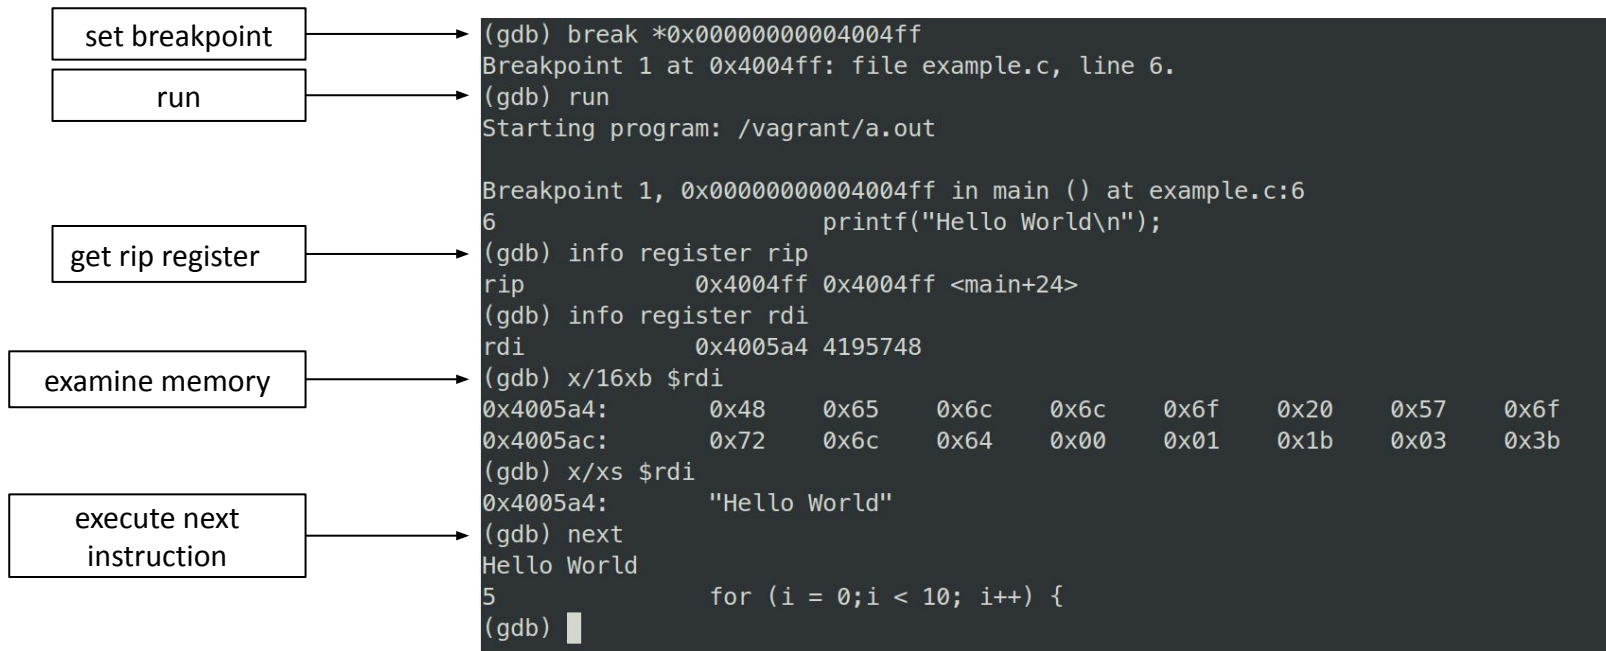 set breakpoint
run
get rip register
examine memory
execute next
instruction
(gdb) break *0x00000000004004ff
Breakpoint 1 at 0x4004ff: file example.c, line 6.
(gdb) run
Starting program: /vagrant/a.out
Breakpoint 1, 0x00000000004004ff in main () at example.c:6
6                       printf("Hello World\n");
(gdb) info register rip
rip            0x4004ff 0x4004ff <main+24>
(gdb) info register rdi
rdi            0x4005a4 4195748
(gdb) x/16xb $rdi
0x4005a4:       0x48    0x65    0x6c    0x6c    0x6f    0x20    0x57    0x6f
0x4005ac:       0x72    0x6c    0x64    0x00    0x01    0x1b    0x03    0x3b
(gdb) x/xs $rdi
0x4005a4:       "Hello World"
(gdb) next
Hello World
5               for (i = 0;i < 10; i++) {
(gdb)